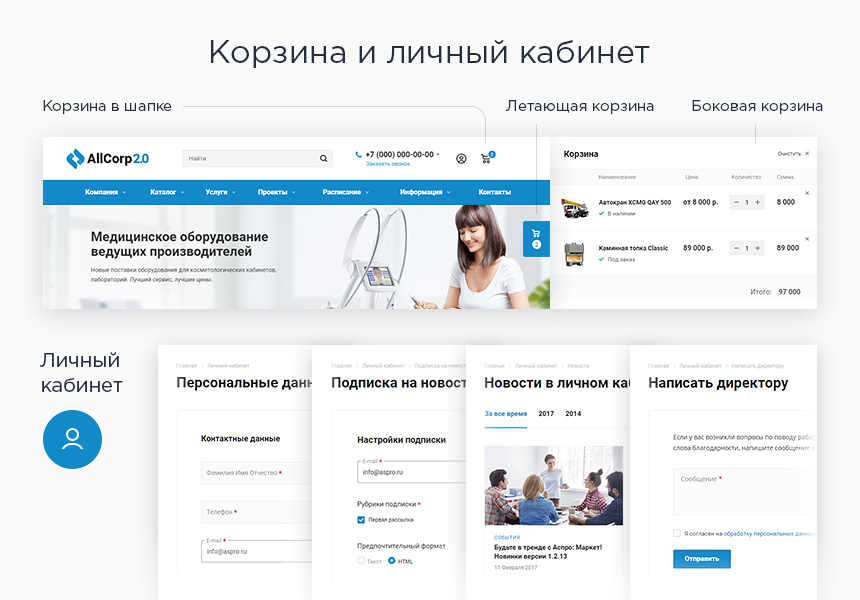 Корзина и личный кабинет
Корзина в шапке
Летающая корзина
Боковая корзина
AllCorp2.0
Найти
+7 (000) 000-00-00
Заказать звонок
2
Компания
Каталог
Услуги
Проекты
Расписание
Информация
Контакты
Медицинское оборудование
ведущих производителей
Новые поставки оборудования для косметологических кабинетов,
лабораторий. Лучший сервис, лучшие цены.
2
Корзина
Очистить ×
Наименование
Цена
Количество
Сумма
Автокран XCMG QAY 500
В наличии
от 8 000 р.
− 1 +
8 000
Каминная топка Classic
Под заказ
89 000 р.
− 1 +
89 000
Итого: 97 000
Личный
кабинет
Главная
Личный кабинет
Персональные данн
Контактные данные
Фамилия Имя Отчество *
Телефон *
E-mail *
info@aspro.ru
Главная
Личный кабинет
Подписка на новост
Подписка на новост
Настройки подписки
E-mail *
info@aspro.ru
Рубрики подписки *
Первая рассылка
Предпочтительный формат
Текст
HTML
Главная
Личный кабинет
Новости
Новости в личном каб
За все время
2017
2014
СОБЫТИЯ
Будьте в тренде с Аспро: Маркет!
Новинки версии 1.2.13
11 Февраля 2017
Главная
Личный кабинет
Написать директору
Написать директору
Если у вас возникли вопросы по поводу рабо
слова благодарности, напишите сообщение и
Сообщение *
Я согласен на обработку персональных данны
Отправить